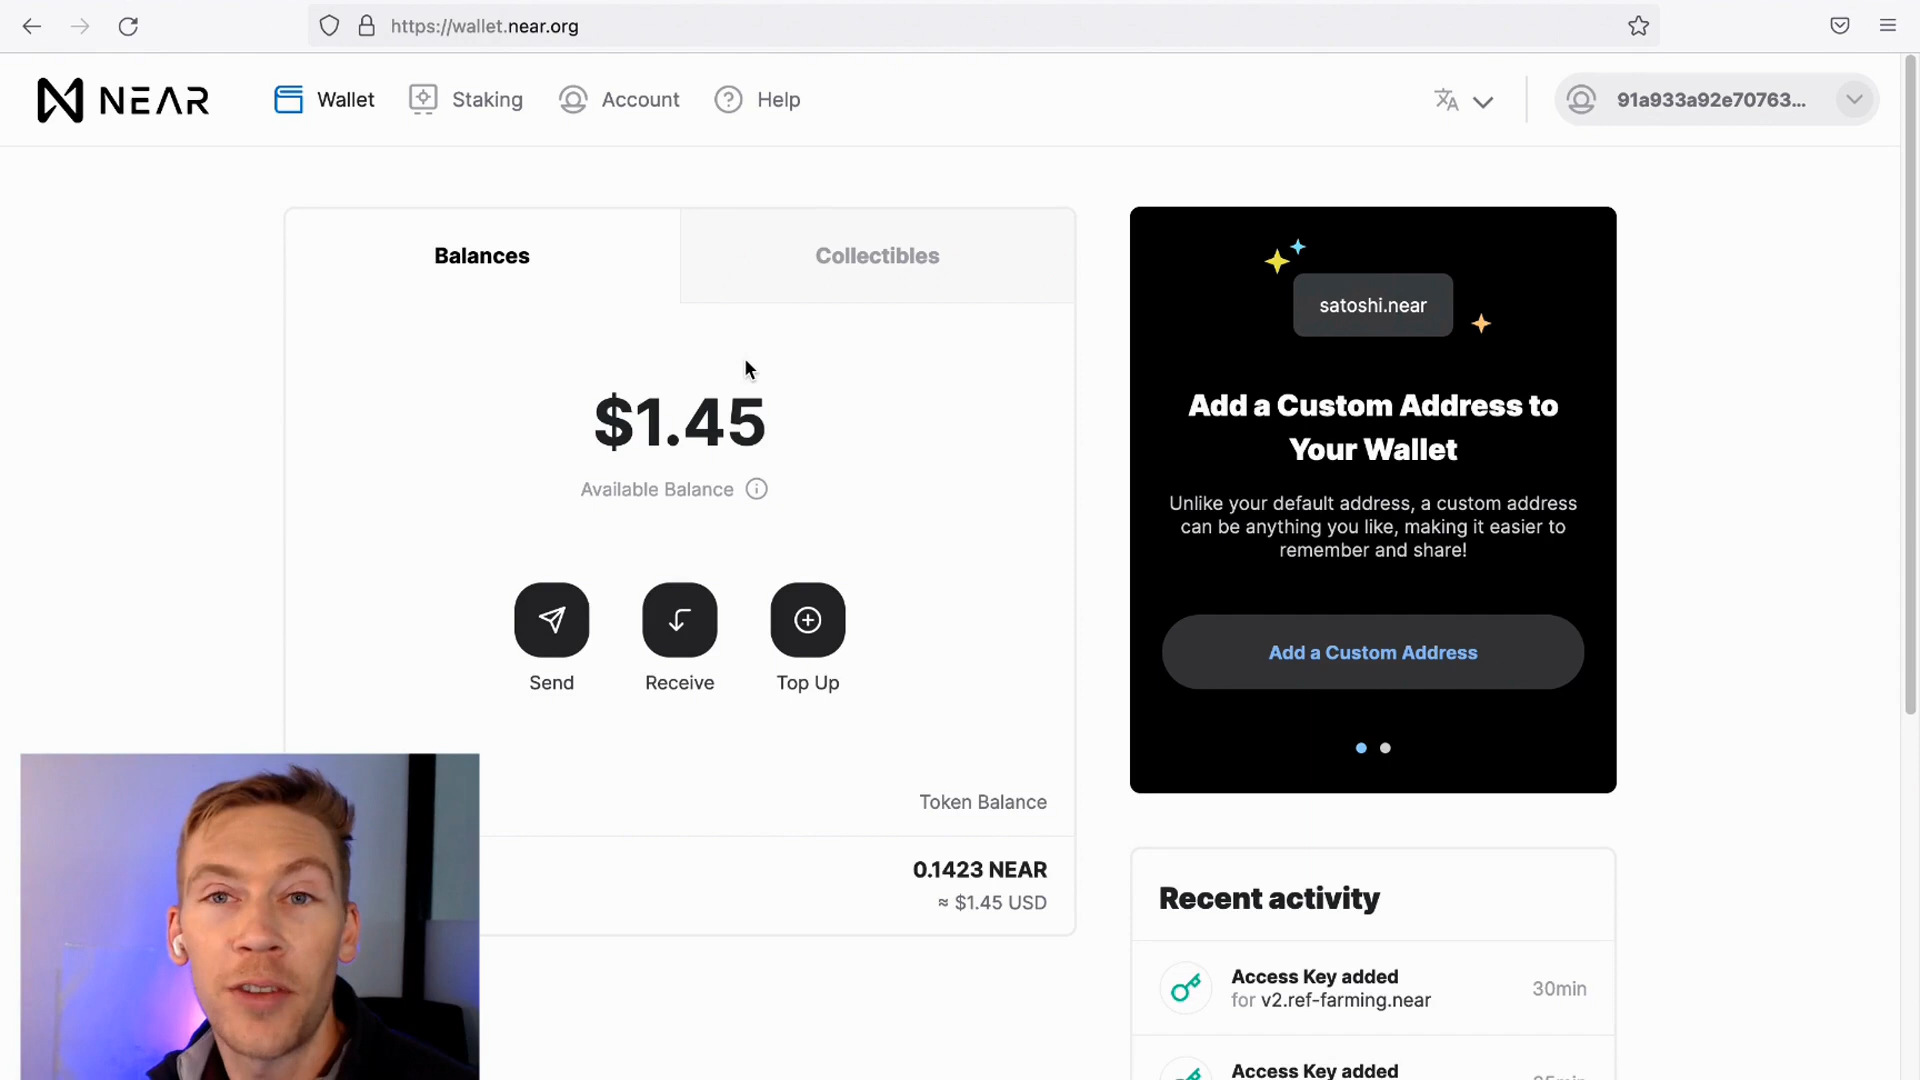 https://wallet.near.org
NEAR
Wallet
Staking
Account
Help
91a933a92e70763...
Balances
Collectibles
$1.45
Available Balance
Send
Receive
Top Up
Token Balance
0.1423 NEAR
≈ $1.45 USD
satoshi.near
Add a Custom Address to
Your Wallet
Unlike your default address, a custom address
can be anything you like, making it easier to
remember and share!
Add a Custom Address
Recent activity
Access Key added
30min
for v2.ref-farming.near
Access Key added